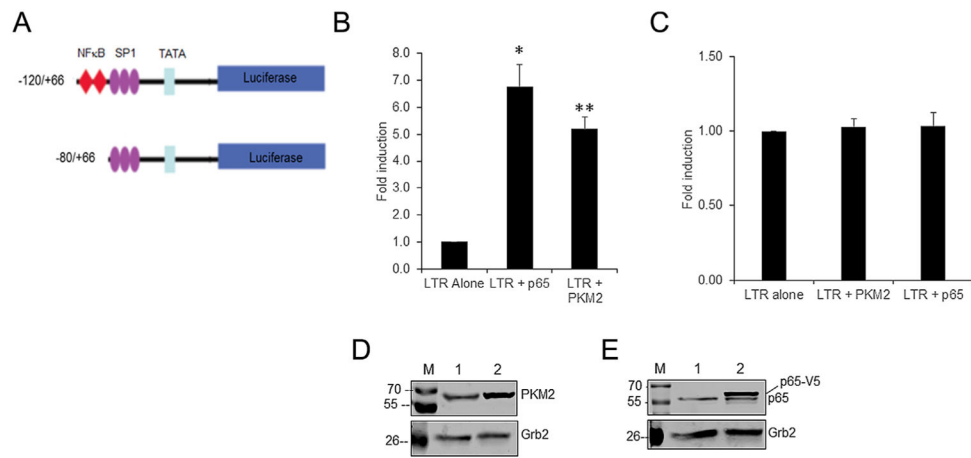 A
NFκB SP1 TATA
-120/+66
Luciferase
-80/+66
Luciferase
B
Fold induction
8.0
7.0
6.0
5.0
4.0
3.0
2.0
1.0
0.0
*
**
LTR Alone
LTR + p65
LTR +
PKM2
C
Fold induction
1.50
1.00
0.50
0.00
LTR alone
LTR + PKM2
LTR + p65
D
M 1 2
70
55
PKM2
26--
Grb2
E
M 1 2
70
55
p65-V5
p65
26--
Grb2